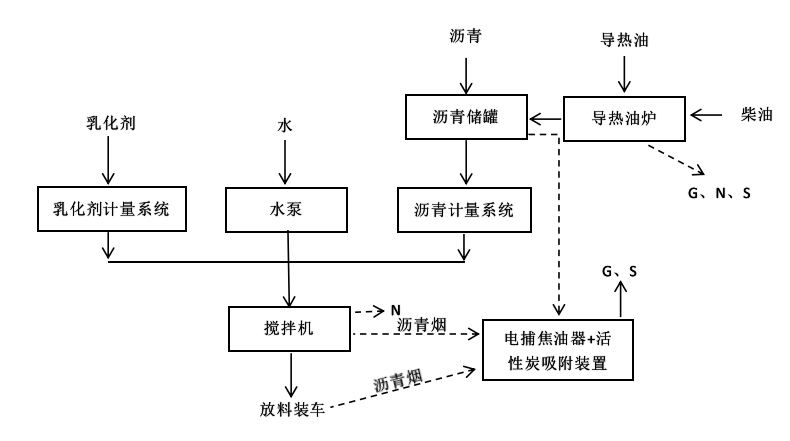 沥青
导热油
乳化剂
水
沥青储罐
导热油炉
柴油
G、N、S
乳化剂计量系统
水泵
沥青计量系统
G、S
搅拌机
N
沥青烟
电捕焦油器+活
性炭吸附装置
沥青烟
放料装车